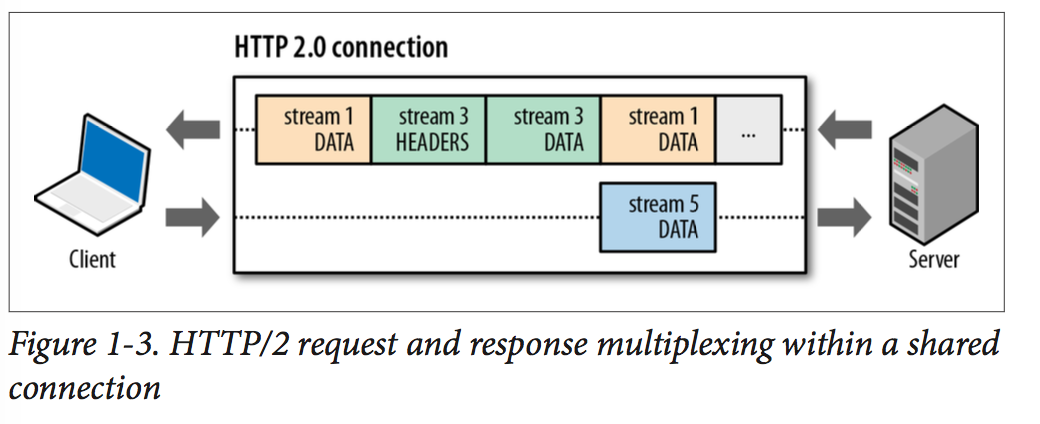 HTTP 2.0 connection
stream 1
DATA
stream 3
HEADERS
stream 3
DATA
stream 1
DATA
...
stream 5
DATA
Client
Server
Figure 1-3. HTTP/2 request and response multiplexing within a shared
connection